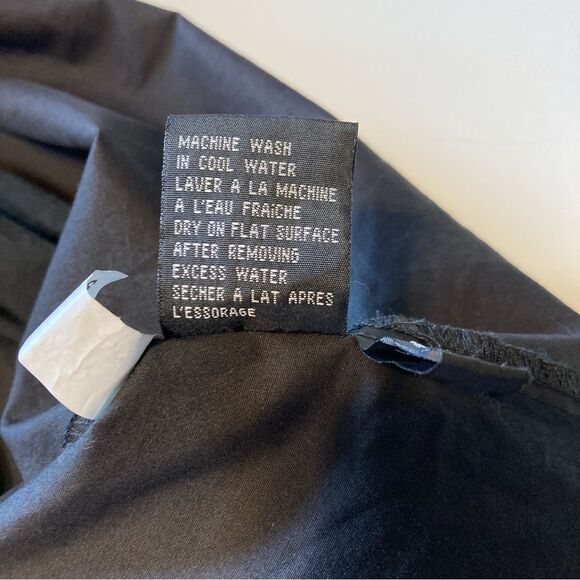 MACHINE WASH
IN COOL WATER
LAVER A LA MACHINE
A L'EAU FRAICHE
DRY ON FLAT SURFACE
AFTER REMOVING
EXCESS WATER
SECHER A LAT APRES
L'ESSORAGE